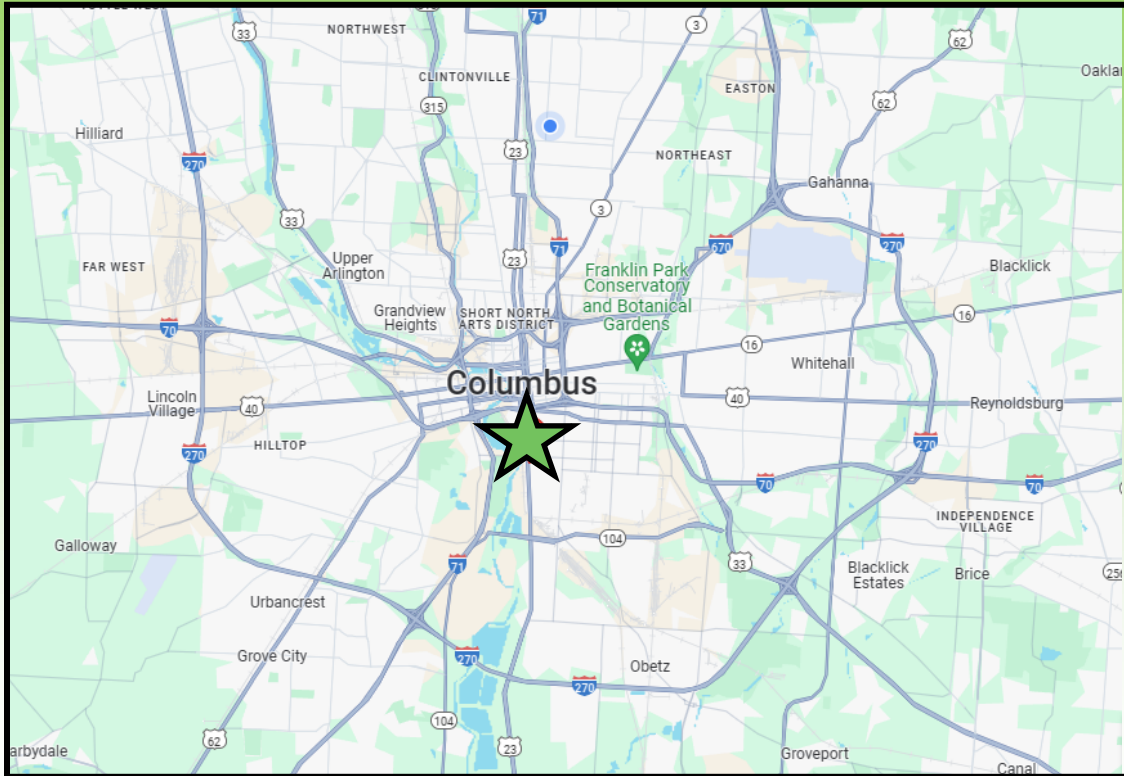 33
NORTHWEST
71
3
62
CLINTONVILLE
EASTON
315
62
Hilliard
270
23
NORTHEAST
Gahanna
33
3
71
670
270
23
FAR WEST
Upper
Arlington
Franklin Park
Conservatory
and Botanical
Gardens
Blacklick
Grandview
Heights
SHORT NORTH
ARTS DISTRICT
16
70
16
Whitehall
Columbus
Lincoln
Village
40
40
Reynoldsburg
HILLTOP
270
270
70
70
INDEPENDENCE
VILLAGE
104
Galloway
71
33
Blacklick
Estates
Brice
Urbancrest
Grove City
270
Obetz
270
104
62
23
arbydale
Groveport
Canal